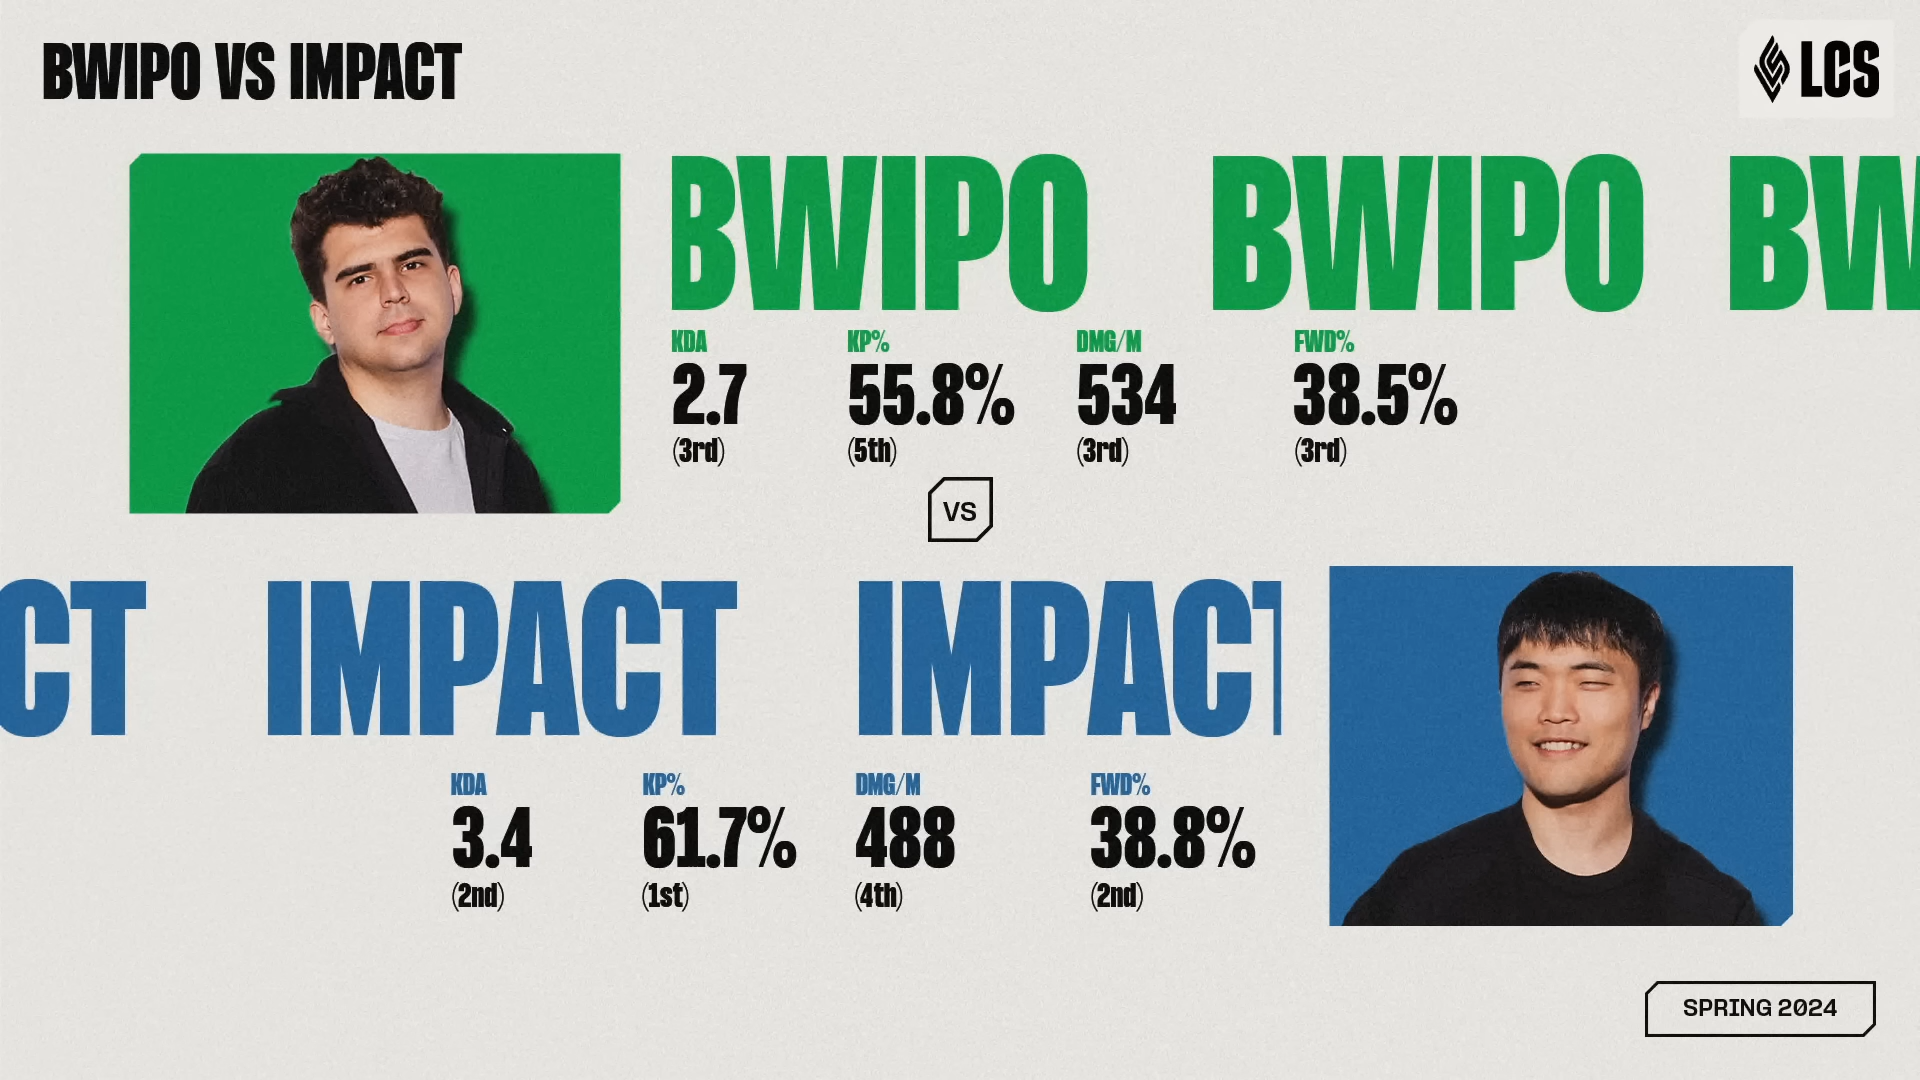 BWIPO VS IMPACT
LCS
BWIPO BWIPO BW
KDA KP% DMG/M FWD%
2.7 55.8% 534 38.5%
(3rd) (5th) (3rd) (3rd)
VS
CT IMPACT IMPACT
KDA KP% DMG/M FWD%
3.4 61.7% 488 38.8%
(2nd) (1st) (4th) (2nd)
SPRING 2024